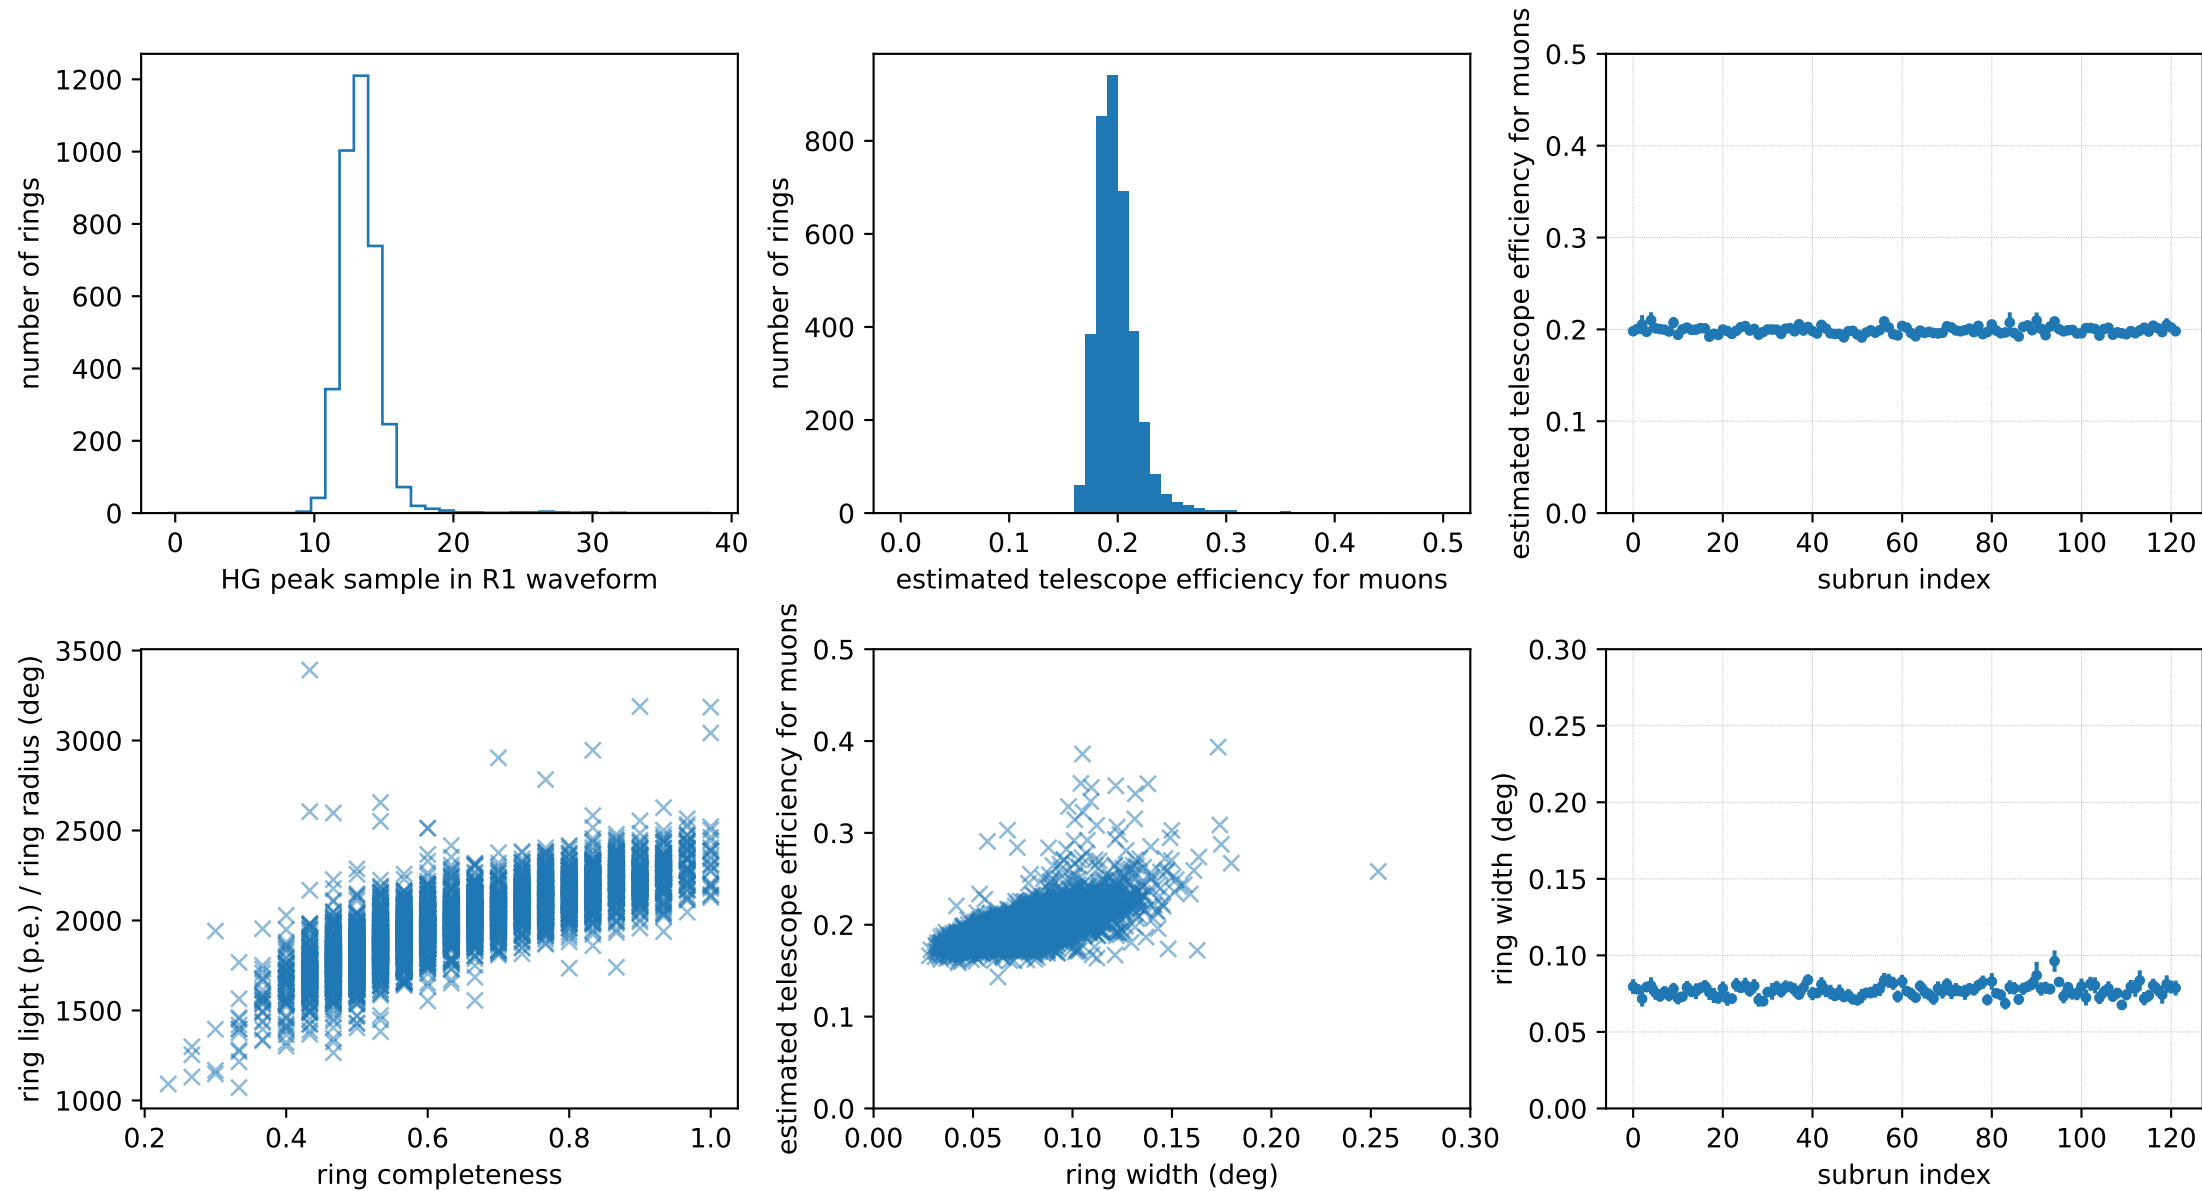 number of rings
1200
1000
800
600
400
200
0
0 10 20 30 40
HG peak sample in R1 waveform
number of rings
800
600
400
200
0
0.0 0.1 0.2 0.3 0.4 0.5
estimated telescope efficiency for muons
estimated telescope efficiency for muons
0.5
0.4
0.3
0.2
0.1
0.0
0 20 40 60 80 100 120
subrun index
ring light (p.e.) / ring radius (deg)
3500
3000
2500
2000
1500
1000
0.2 0.4 0.6 0.8 1.0
ring completeness
estimated telescope efficiency for muons
0.5
0.4
0.3
0.2
0.1
0.0
0.00 0.05 0.10 0.15 0.20 0.25 0.30
ring width (deg)
ring width (deg)
0.30
0.25
0.20
0.15
0.10
0.05
0.00
0 20 40 60 80 100 120
subrun index